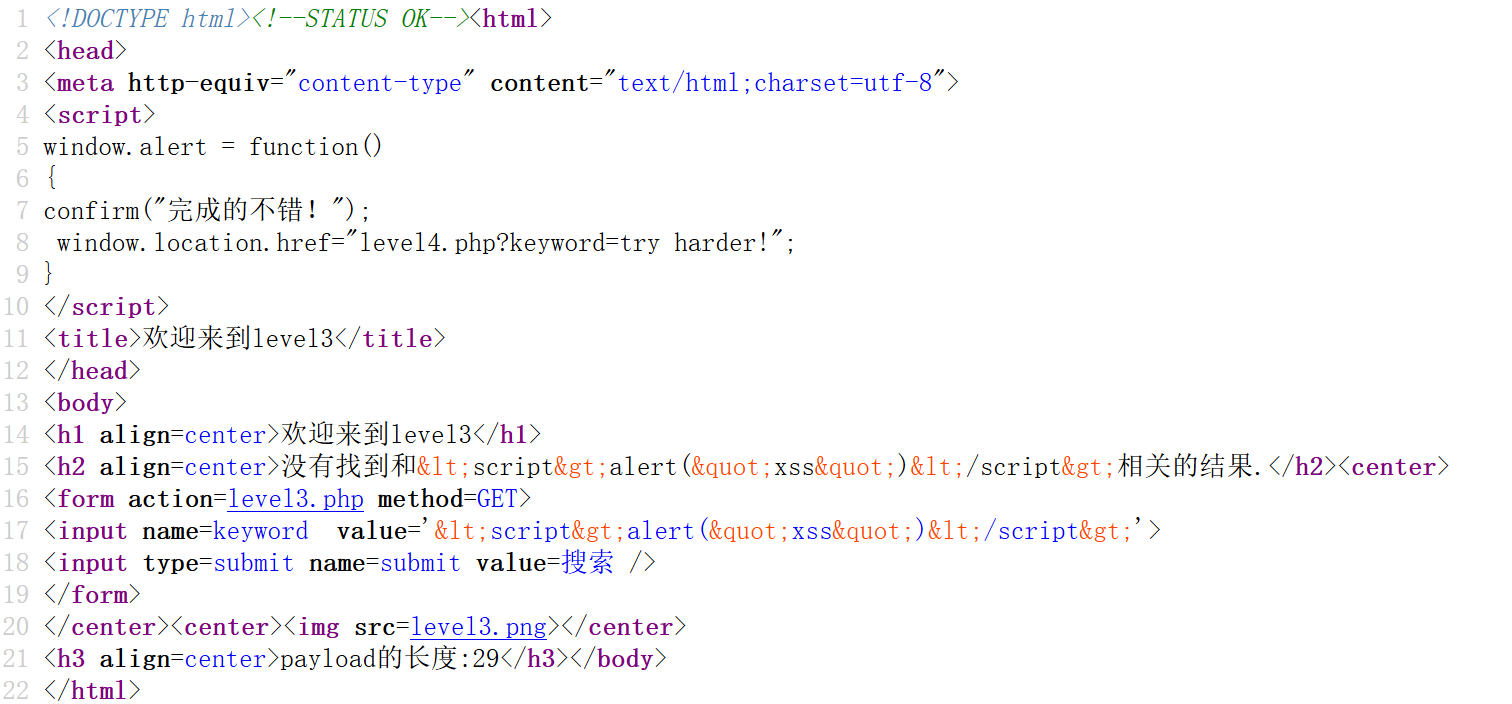 1 <!DOCTYPE html><!--STATUS OK--><html>
2 <head>
3 <meta http-equiv="content-type" content="text/html;charset=utf-8">
4 <script>
5 window.alert = function()
6 {
7 confirm("完成的不错！");
8  window.location.href="level4.php?keyword=try harder!";
9 }
10 </script>
11 <title>欢迎来到level3</title>
12 </head>
13 <body>
14 <h1 align=center>欢迎来到level3</h1>
15 <h2 align=center>没有找到和&lt;script&gt;alert(&quot;xss&quot;)&lt;/script&gt;相关的结果.</h2><center>
16 <form action=level3.php method=GET>
17 <input name=keyword  value='&lt;script&gt;alert(&quot;xss&quot;)&lt;/script&gt;'>
18 <input type=submit name=submit value=搜索 />
19 </form>
20 </center><center><img src=level3.png></center>
21 <h3 align=center>payload的长度:29</h3></body>
22 </html>